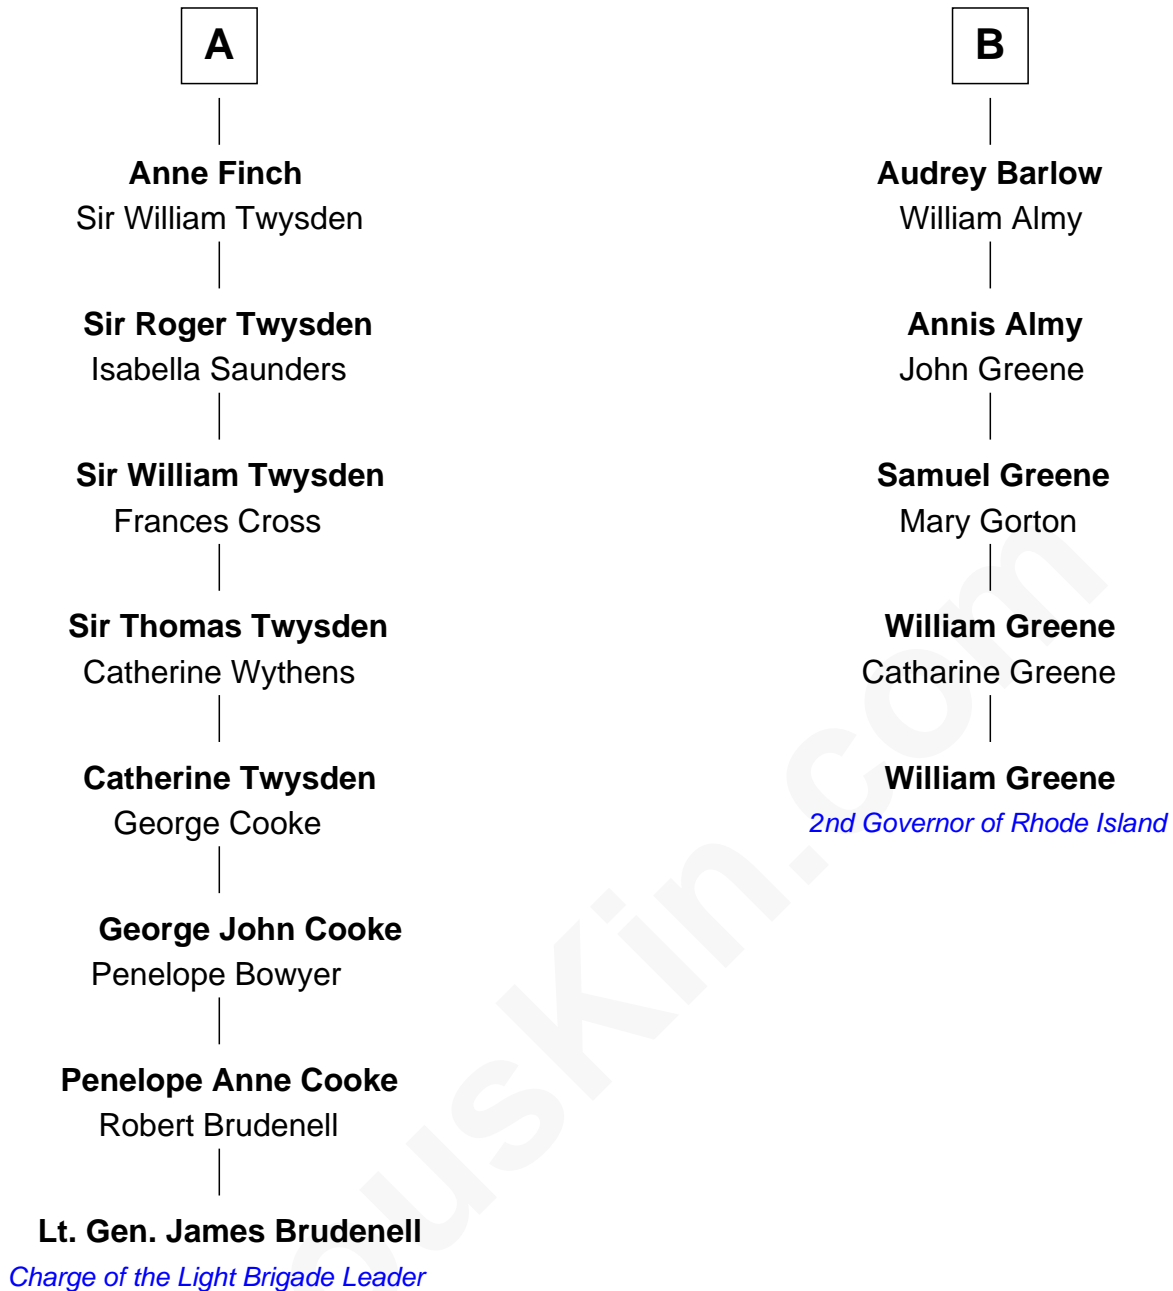 A
Anne Finch
Sir William Twysden
Sir Roger Twysden
Isabella Saunders
Sir William Twysden
Frances Cross
Sir Thomas Twysden
Catherine Wythens
Catherine Twysden
George Cooke
George John Cooke
Penelope Bowyer
Penelope Anne Cooke
Robert Brudenell
Lt. Gen. James Brudenell
Charge of the Light Brigade Leader
B
Audrey Barlow
William Almy
Annis Almy
John Greene
Samuel Greene
Mary Gorton
William Greene
Catharine Greene
William Greene
2nd Governor of Rhode Island
ousKin.com